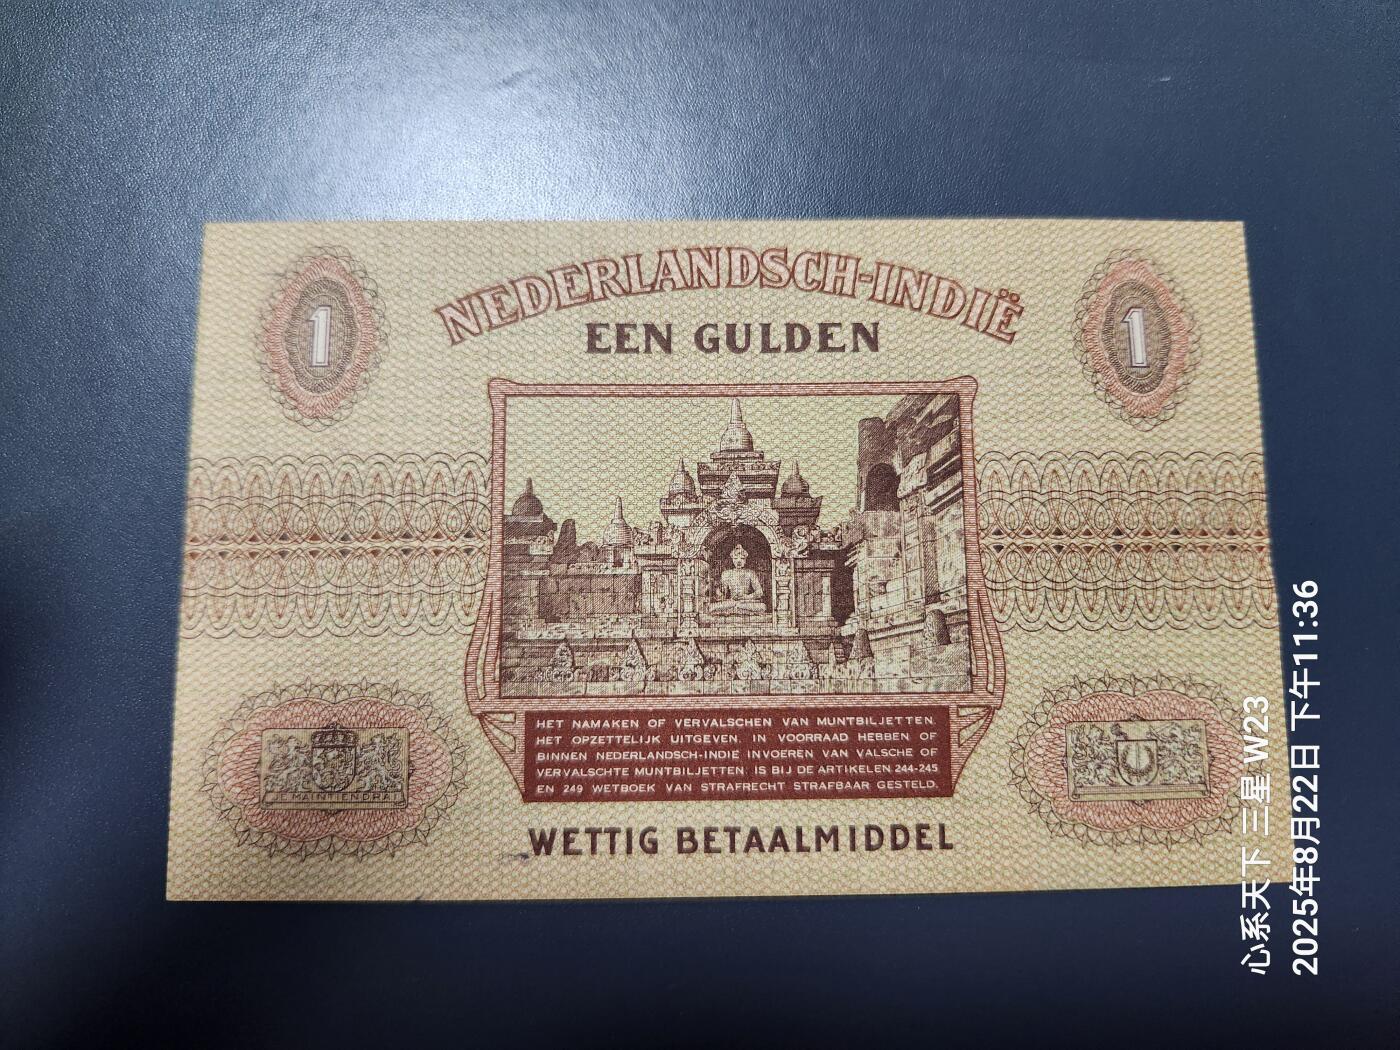 NEDERLANDSCH-INDIË
EEN GULDEN
1
1
HET NAMAKEN OF VERVALSCHEN VAN MUNTBILJETTEN.
HET OPZETTELIJK UITGEVEN. IN VOORRAAD HEBBEN OF
BINNEN NEDERLANDSCH-INDIË INVOEREN VAN VALSCHE OF
VERVALSCHTE MUNTBILJETTEN. IS BIJ DE ARTIKELEN 244-245
EN 249 WETBOEK VAN STRAFRECHT STRAFBAAR GESTELD.
JE MAINTIENDRAI
WETTIG BETAALMIDDEL
心系天下 三星 W23
2025年8月22日 下午11:36